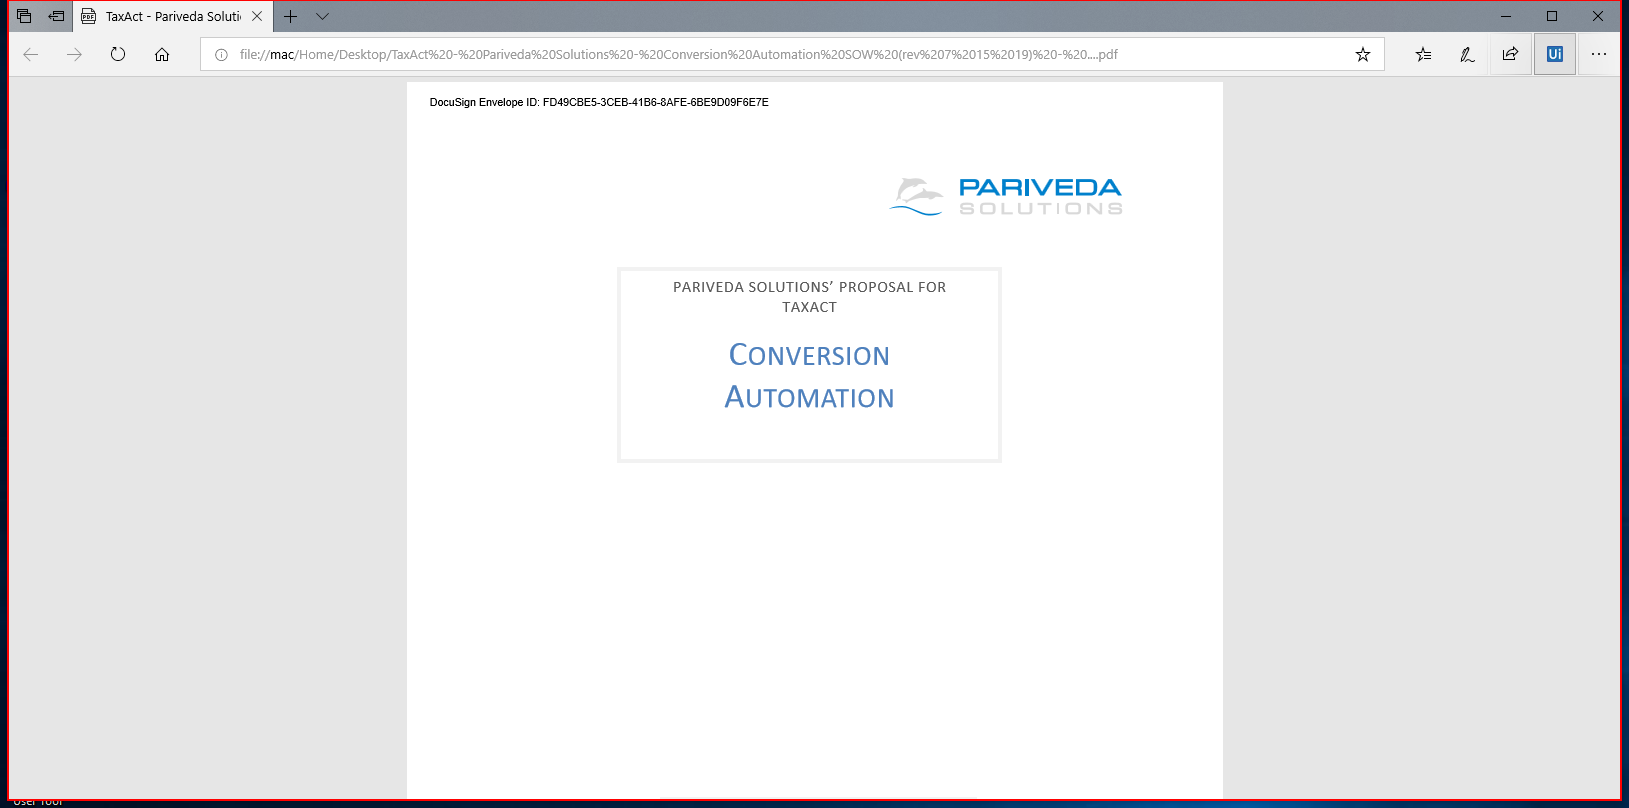 TaxAct - Pariveda Soluti
file://mac/Home/Desktop/TaxAct%20-%20Pariveda%20Solutions%20-%20Conversion%20Automation%20SOW%20(rev%207%2015%2019)%20-%20....pdf
Ui
DocuSign Envelope ID: FD49CBE5-3CEB-41B6-8AFE-6BE9D09F6E7E
PARIVEDA
SOLUTIONS
PARIVEDA SOLUTIONS’ PROPOSAL FOR
TAXACT
CONVERSION
AUTOMATION
User Tool